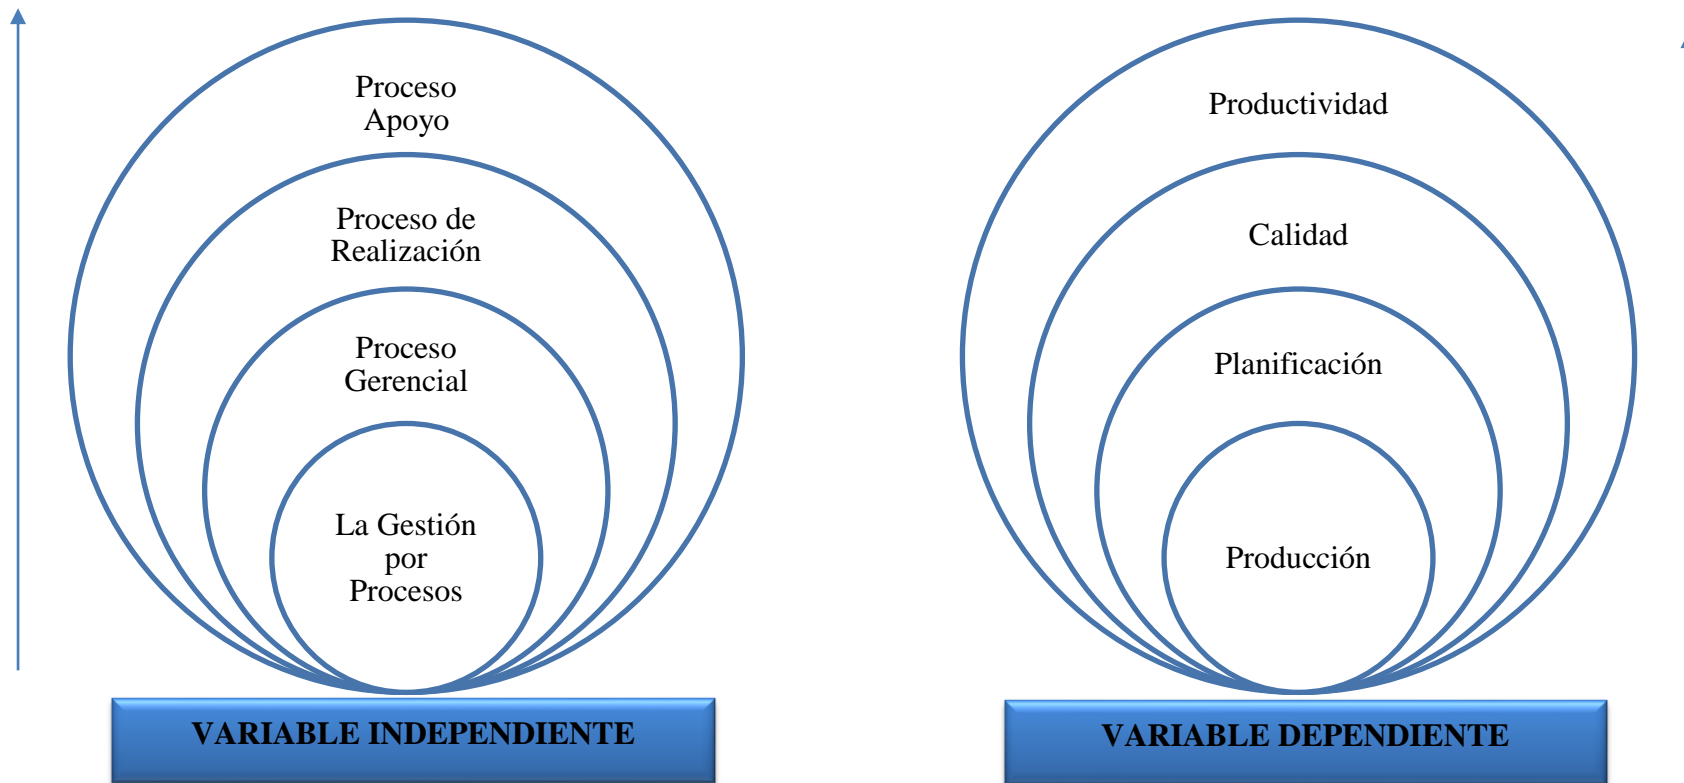 Proceso
Apoyo
Proceso de
Realización
Proceso
Gerencial
La Gestión
por
Procesos
VARIABLE INDEPENDIENTE
Productividad
Calidad
Planificación
Producción
VARIABLE DEPENDIENTE